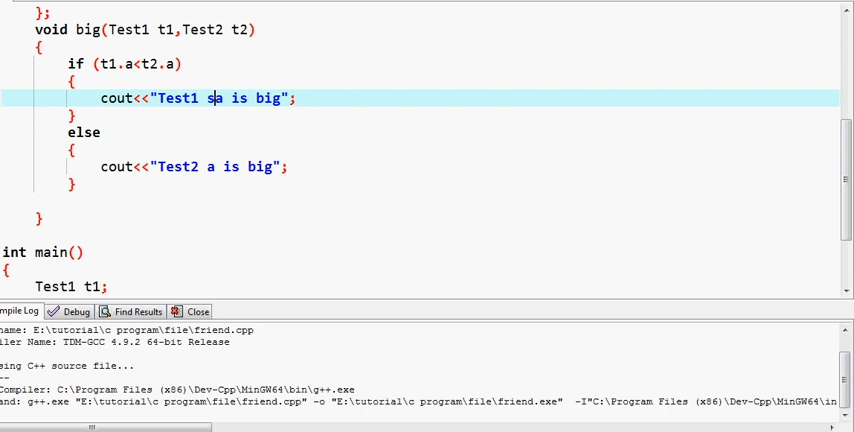 };
void big(Test1 t1,Test2 t2)
{
if (t1.a<t2.a)
{
cout<<"Test1 sa is big";
}
else
{
cout<<"Test2 a is big";
}
}
int main()
{
Test1 t1;
mpile Log Debug Find Results Close
name: E:\tutorial\c program\file\friend.cpp
piler Name: TDM-GCC 4.9.2 64-bit Release
sing C++ source file...
--
Compiler: C:\Program Files (x86)\Dev-Cpp\MinGW64\bin\g++.exe
and: g++.exe "E:\tutorial\c program\file\friend.cpp" -o "E:\tutorial\c program\file\friend.exe" -I"C:\Program Files (x86)\Dev-Cpp\MinGW64\in